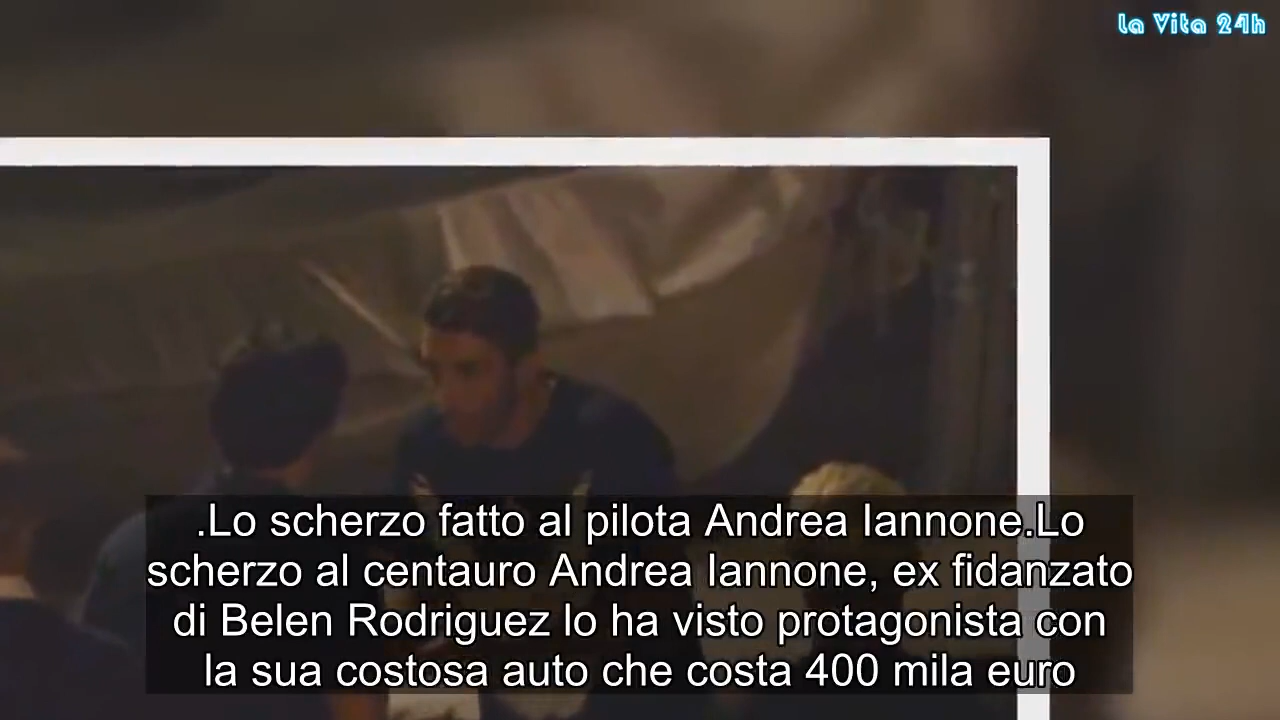 La Vita 24h
.Lo scherzo fatto al pilota Andrea Iannone.Lo
scherzo al centauro Andrea Iannone, ex fidanzato
di Belen Rodriguez lo ha visto protagonista con
la sua costosa auto che costa 400 mila euro